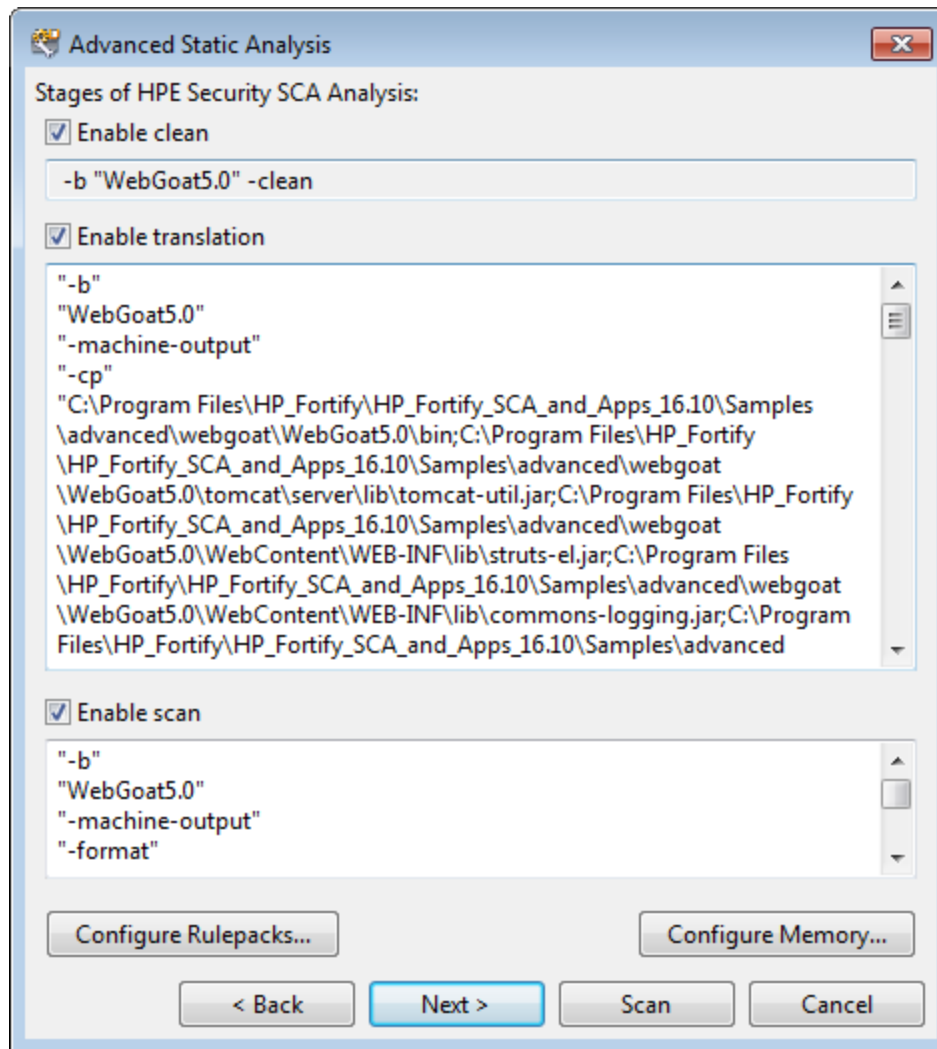 Advanced Static Analysis
Stages of HPE Security SCA Analysis:
Enable clean
-b "WebGoat5.0" -clean
Enable translation
"-b"
"WebGoat5.0"
"-machine-output"
"-cp"
"C:\Program Files\HP_Fortify\HP_Fortify_SCA_and_Apps_16.10\Samples
\advanced\webgoat\WebGoat5.0\bin;C:\Program Files\HP_Fortify
\HP_Fortify_SCA_and_Apps_16.10\Samples\advanced\webgoat
\WebGoat5.0\tomcat\server\lib\tomcat-util.jar;C:\Program Files\HP_Fortify
\HP_Fortify_SCA_and_Apps_16.10\Samples\advanced\webgoat
\WebGoat5.0\WebContent\WEB-INF\lib\struts-el.jar;C:\Program Files
\HP_Fortify\HP_Fortify_SCA_and_Apps_16.10\Samples\advanced\webgoat
\WebGoat5.0\WebContent\WEB-INF\lib\commons-logging.jar;C:\Program
Files\HP_Fortify\HP_Fortify_SCA_and_Apps_16.10\Samples\advanced
Enable scan
"-b"
"WebGoat5.0"
"-machine-output"
"-format"
Configure Rulepacks...
Configure Memory...
< Back
Next >
Scan
Cancel